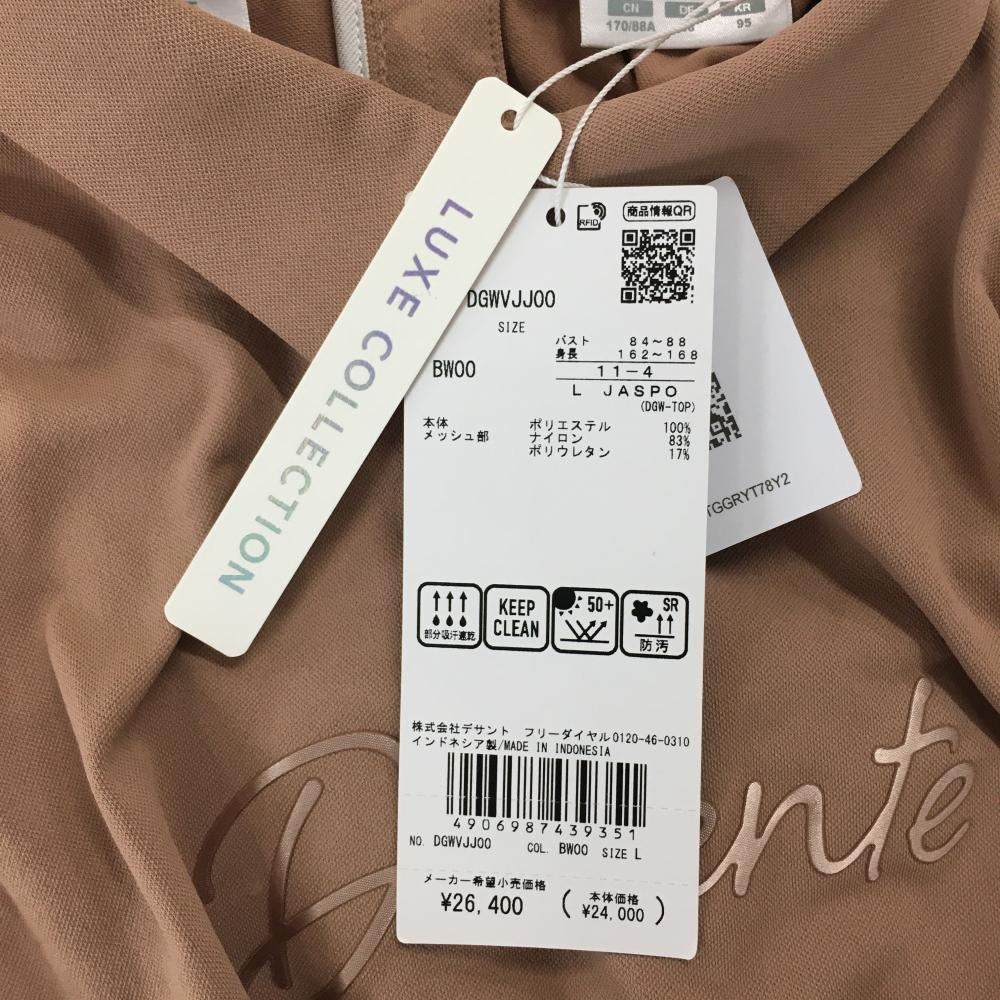 CN DE KR
170/88A 95
LUXE COLLECTION
RFID 商品情報QR
DGWVJJ00
SIZE
バスト 84~88
身長 162~168
BW00
11-4
L JASPO
(DGW-TOP)
本体 ポリエステル 100%
メッシュ部 ナイロン 83%
ポリウレタン 17%
TGGRYT78Y2
部分吸汗速乾
KEEP CLEAN
50+
SR
防汚
株式会社デサント フリーダイヤル0120-46-0310
インドネシア製/MADE IN INDONESIA
4906987439351
NO. DGWVJJ00 COL. BW00 SIZE L
メーカー希望小売価格
¥26,400 (本体価格 ¥24,000)
D ente